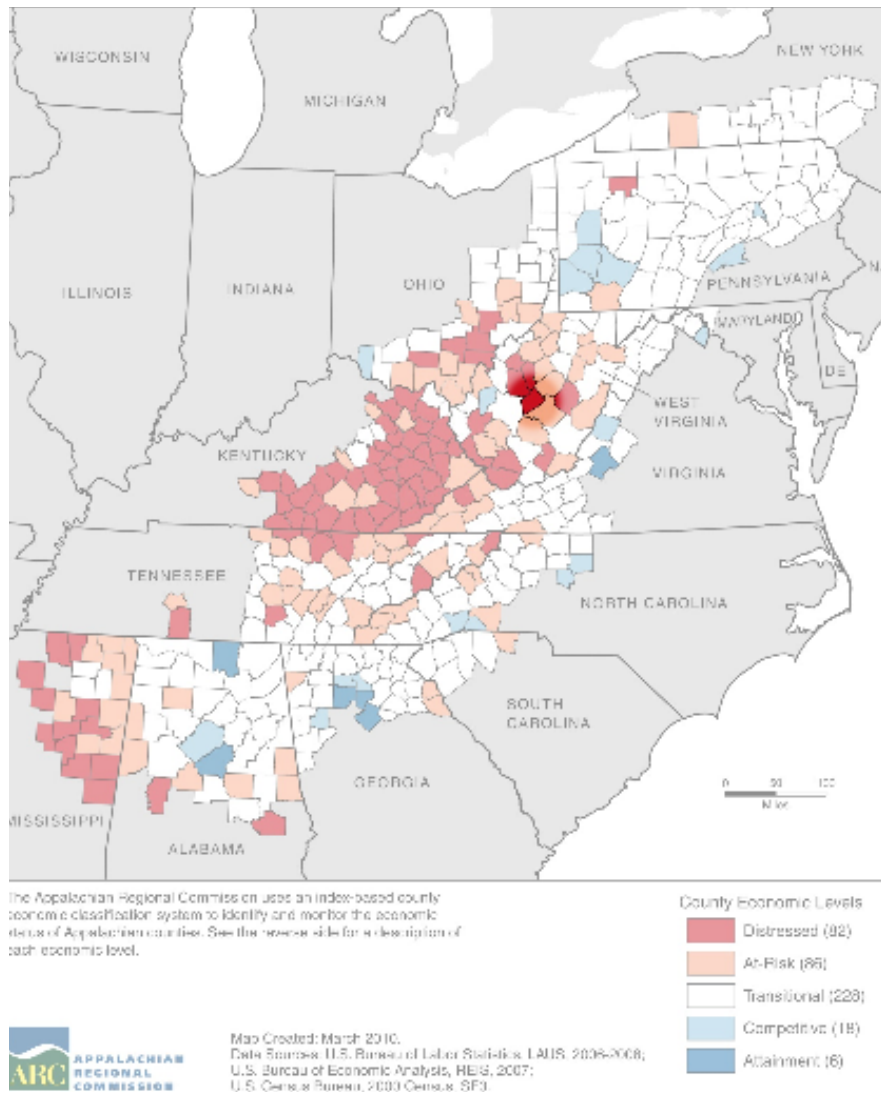 WISCONSIN
NEW YORK
MICHIGAN
PENNSYLVANIA
OHIO
ILLINOIS
INDIANA
MARYLAND
DE
WEST
VIRGINIA
KENTUCKY
VIRGINIA
TENNESSEE
NORTH CAROLINA
SOUTH
CAROLINA
GEORGIA
MISSISSIPPI
ALABAMA
0 50 100
Miles
The Appalachian Regional Commission uses an index-based county
economic classification system to identify and monitor the economic
status of Appalachian counties. See the reverse side for a description of
each economic level.
County Economic Levels
Distressed (82)
At-Risk (86)
Transitional (228)
Competitive (18)
Attainment (6)
ARC
APPALACHIAN
REGIONAL
COMMISSION
Map Created: March 2010.
Data Sources: U.S. Bureau of Labor Statistics, LAUS, 2006-2008;
U.S. Bureau of Economic Analysis, REIS, 2007;
U.S. Census Bureau, 2000 Census, SF3.